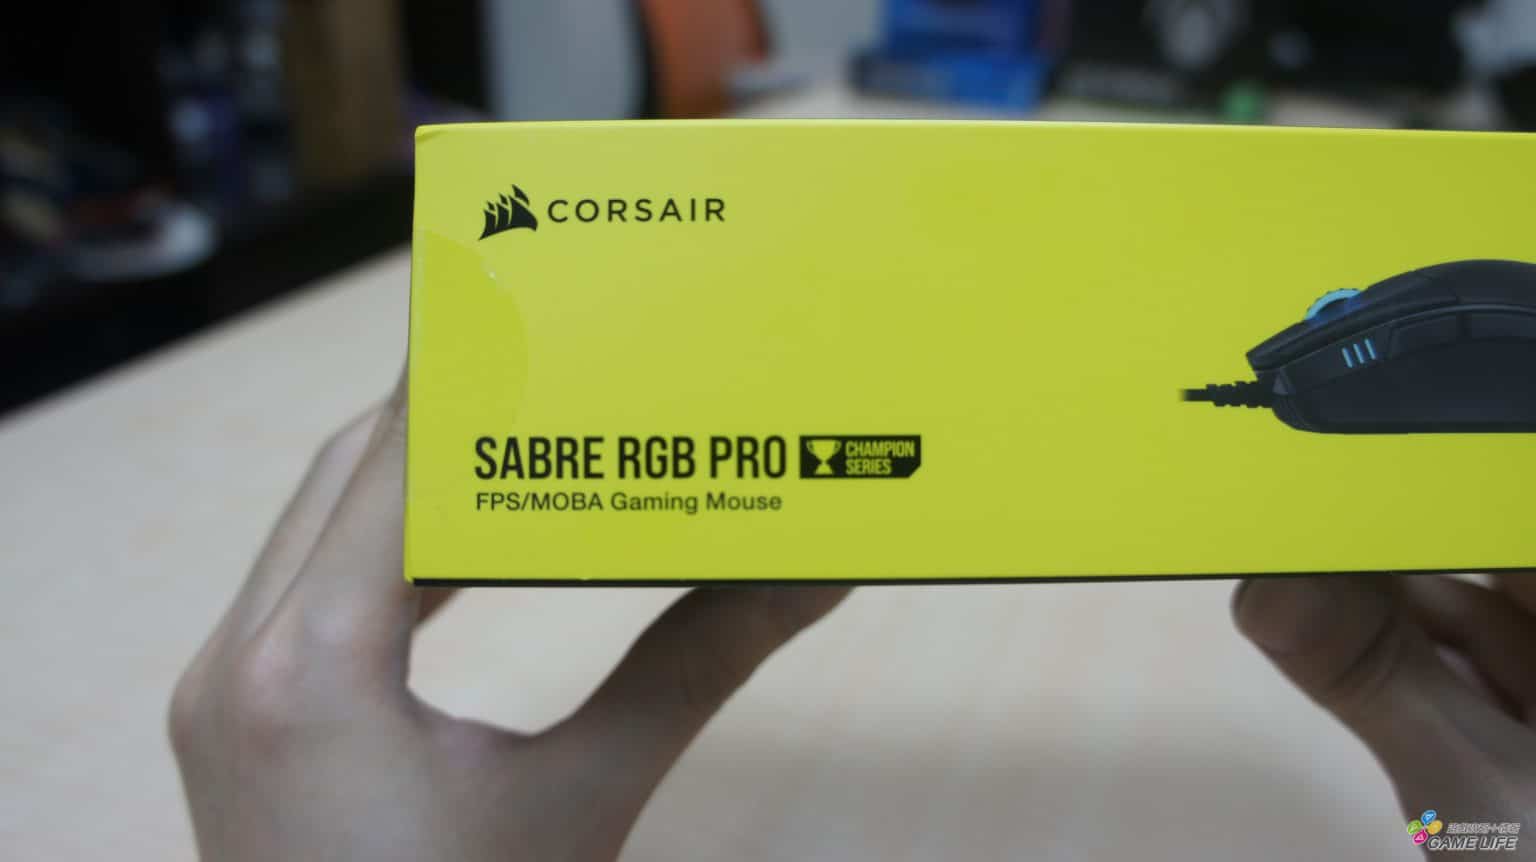 CORSAIR
SABRE RGB PRO
CHAMPION
SERIES
FPS/MOBA Gaming Mouse
GAME LIFE